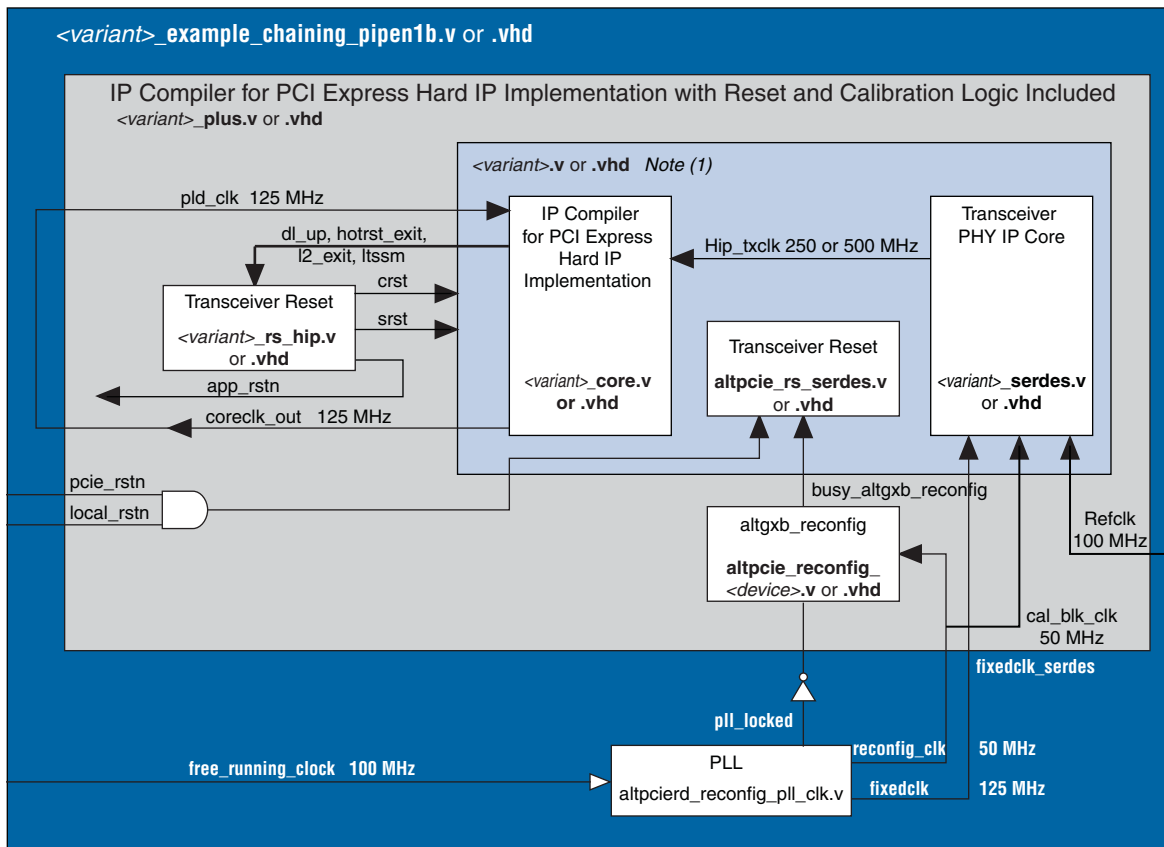 <variant>_example_chaining_pipen1b.v or .vhd
IP Compiler for PCI Express Hard IP Implementation with Reset and Calibration Logic Included
<variant>_plus.v or .vhd
<variant>.v or .vhd Note (1)
pld_clk 125 MHz
dl_up, hotrst_exit,
l2_exit, ltssm
IP Compiler
for PCI Express
Hard IP
Implementation
<variant>_core.v
or .vhd
Hip_txclk 250 or 500 MHz
Transceiver
PHY IP Core
<variant>_serdes.v
or .vhd
Transceiver Reset
<variant>_rs_hip.v
or .vhd
crst
srst
app_rstn
coreclk_out 125 MHz
Transceiver Reset
altpcie_rs_serdes.v
or .vhd
pcie_rstn
local_rstn
busy_altgxb_reconfig
altgxb_reconfig
altpcie_reconfig_
<device>.v or .vhd
Refclk
100 MHz
cal_blk_clk
50 MHz
fixedclk_serdes
pll_locked
free_running_clock 100 MHz
PLL
altpcierd_reconfig_pll_clk.v
reconfig_clk 50 MHz
fixedclk 125 MHz